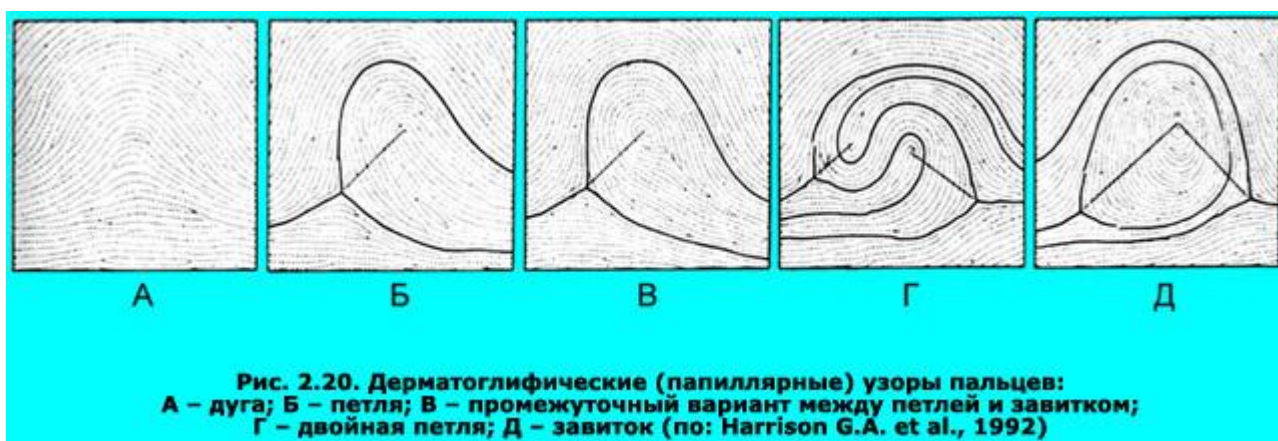 А Б В Г Д
Рис. 2.20. Дерматоглифические (папиллярные) узоры пальцев:
А – дуга; Б – петля; В – промежуточный вариант между петлей и завитком;
Г – двойная петля; Д – завиток (по: Harrison G.A. et al., 1992)